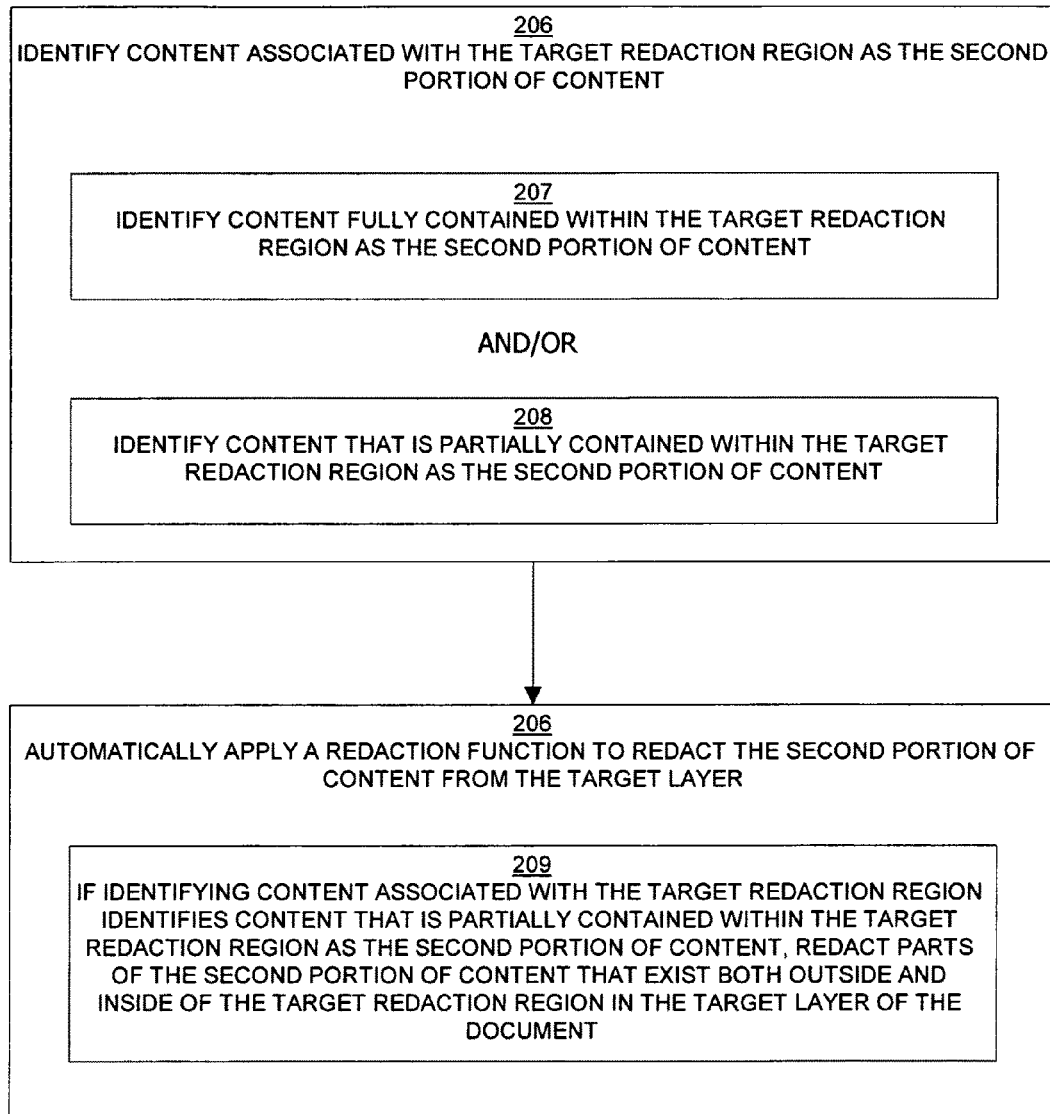 206
IDENTIFY CONTENT ASSOCIATED WITH THE TARGET REDACTION REGION AS THE SECOND
PORTION OF CONTENT
207
IDENTIFY CONTENT FULLY CONTAINED WITHIN THE TARGET REDACTION
REGION AS THE SECOND PORTION OF CONTENT
AND/OR
208
IDENTIFY CONTENT THAT IS PARTIALLY CONTAINED WITHIN THE TARGET
REDACTION REGION AS THE SECOND PORTION OF CONTENT
206
AUTOMATICALLY APPLY A REDACTION FUNCTION TO REDACT THE SECOND PORTION OF
CONTENT FROM THE TARGET LAYER
209
IF IDENTIFYING CONTENT ASSOCIATED WITH THE TARGET REDACTION REGION
IDENTIFIES CONTENT THAT IS PARTIALLY CONTAINED WITHIN THE TARGET
REDACTION REGION AS THE SECOND PORTION OF CONTENT, REDACT PARTS
OF THE SECOND PORTION OF CONTENT THAT EXIST BOTH OUTSIDE AND
INSIDE OF THE TARGET REDACTION REGION IN THE TARGET LAYER OF THE
DOCUMENT